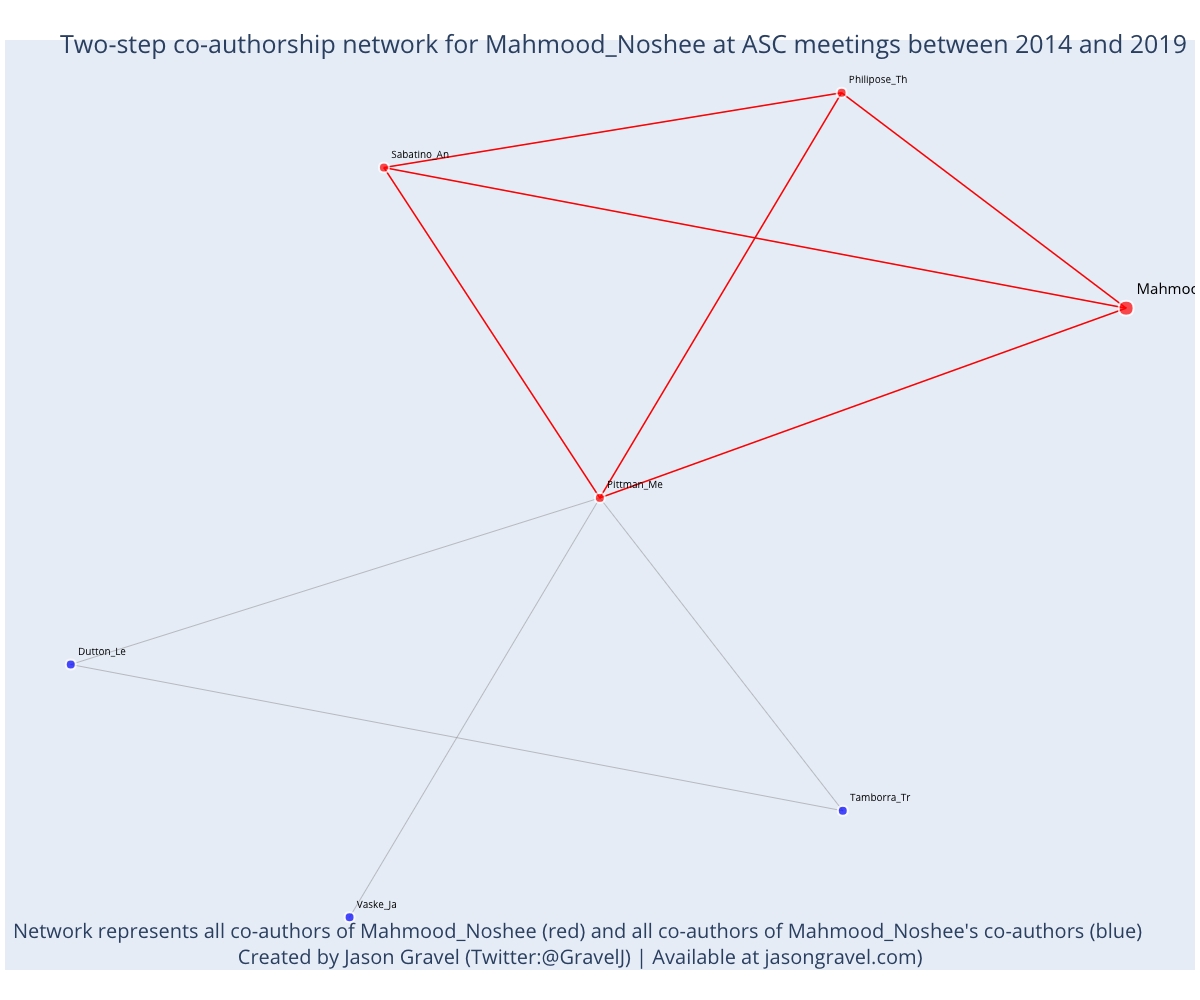 Two-step co-authorship network for Mahmood_Noshee at ASC meetings between 2014 and 2019
Philipose_Th
Sabatino_An
Mahmoo
Pittman_Me
Dutton_Le
Tamborra_Tr
Vaske_Ja
Network represents all co-authors of Mahmood_Noshee (red) and all co-authors of Mahmood_Noshee's co-authors (blue)
Created by Jason Gravel (Twitter:@GravelJ) | Available at jasongravel.com)